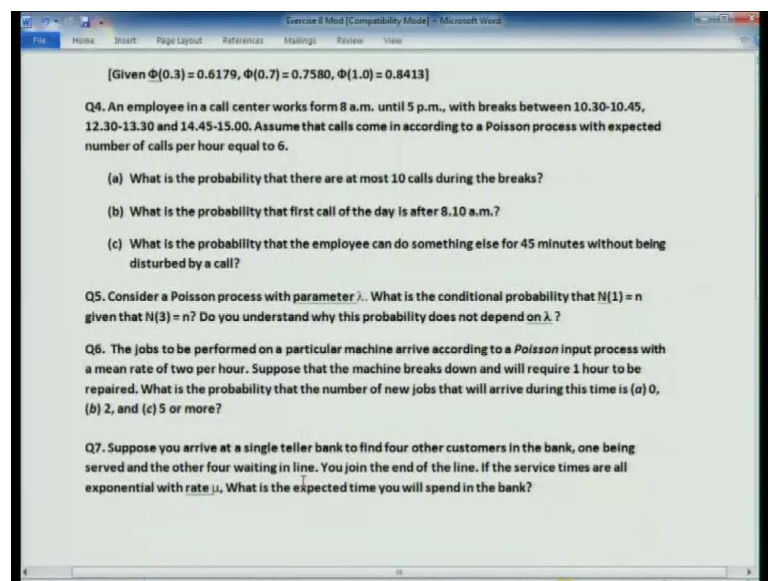 Exercise 8 Mod [Compatibility Mode] - Microsoft Word
File Home Insert Page Layout References Mailings Review View
[Given Φ(0.3) = 0.6179, Φ(0.7) = 0.7580, Φ(1.0) = 0.8413]
Q4. An employee in a call center works form 8 a.m. until 5 p.m., with breaks between 10.30-10.45,
12.30-13.30 and 14.45-15.00. Assume that calls come in according to a Poisson process with expected
number of calls per hour equal to 6.
(a) What is the probability that there are at most 10 calls during the breaks?
(b) What is the probability that first call of the day is after 8.10 a.m.?
(c) What is the probability that the employee can do something else for 45 minutes without being
disturbed by a call?
Q5. Consider a Poisson process with parameter λ. What is the conditional probability that N(1) = n
given that N(3) = n? Do you understand why this probability does not depend on λ ?
Q6. The jobs to be performed on a particular machine arrive according to a Poisson input process with
a mean rate of two per hour. Suppose that the machine breaks down and will require 1 hour to be
repaired. What is the probability that the number of new jobs that will arrive during this time is (a) 0,
(b) 2, and (c) 5 or more?
Q7. Suppose you arrive at a single teller bank to find four other customers in the bank, one being
served and the other four waiting in line. You join the end of the line. If the service times are all
exponential with rate μ, What is the expected time you will spend in the bank?